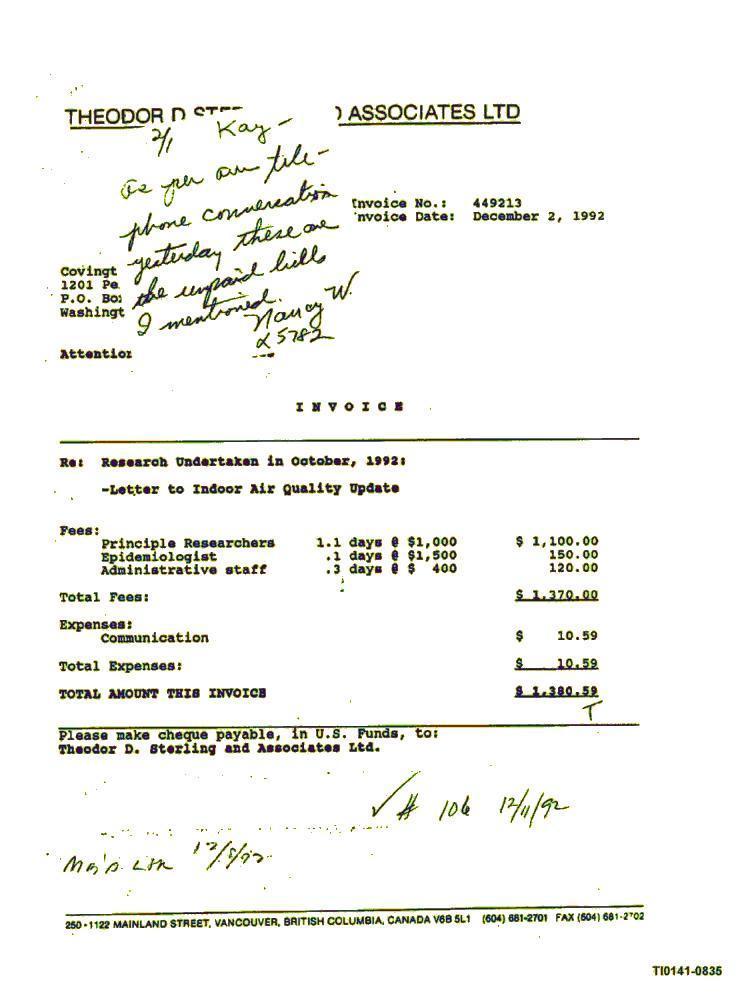 THEODOR D ASSOCIATES LTD
2/1 Kay -
As per our tele-
phone conversation
yesterday these are
the unpaid bills
I mentioned.
Nancy W.
x 5782
Invoice No.: 449213
nvoice Date: December 2, 1992
Covingt
1201 Pe
P.O. Bo
Washingt
Attentio
INVOICE
Re: Research Undertaken in October, 1992:
-Letter to Indoor Air Quality Update
Fees:
Principle Researchers 1.1 days @ $1,000 $ 1,100.00
Epidemiologist .1 days @ $1,500 150.00
Administrative staff .3 days @ $ 400 120.00
Total Fees: $ 1,370.00
Expenses:
Communication $ 10.59
Total Expenses: $ 10.59
TOTAL AMOUNT THIS INVOICE $ 1,380.59
T
Please make cheque payable, in U.S. Funds, to:
Theodor D. Sterling and Associates Ltd.
✓ # 106 12/11/92
12/8/92
250 - 1122 MAINLAND STREET, VANCOUVER, BRITISH COLUMBIA, CANADA V6B 5L1 (604) 681-2701 FAX (604) 681-2702
TI0141-0835